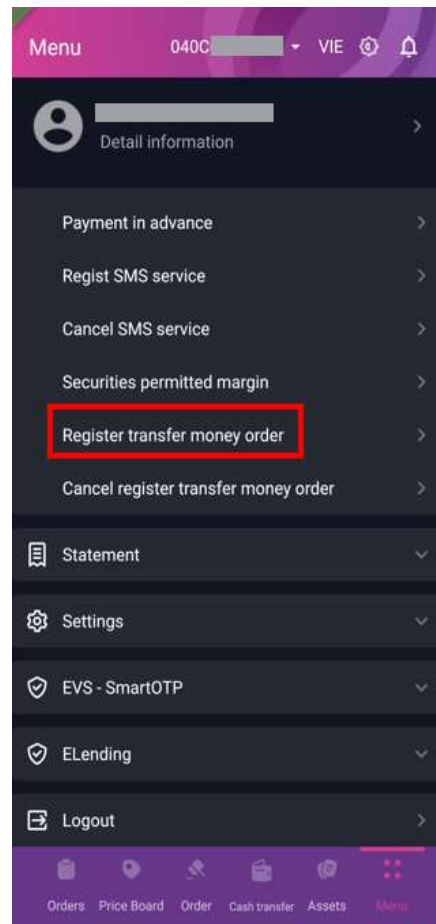 Menu 040C VIE
Detail information
Payment in advance
Regist SMS service
Cancel SMS service
Securities permitted margin
Register transfer money order
Cancel register transfer money order
Statement
Settings
EVS - SmartOTP
ELending
Logout
Orders Price Board Order Cash transfer Assets Menu